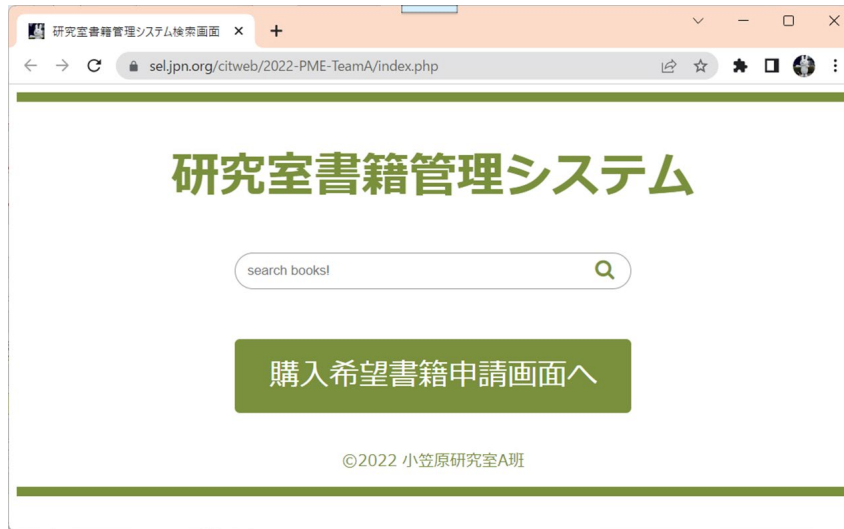 研究室書籍管理システム検索画面
sel.jpn.org/citweb/2022-PME-TeamA/index.php
研究室書籍管理システム
search books!
購入希望書籍申請画面へ
©2022 小笠原研究室A班